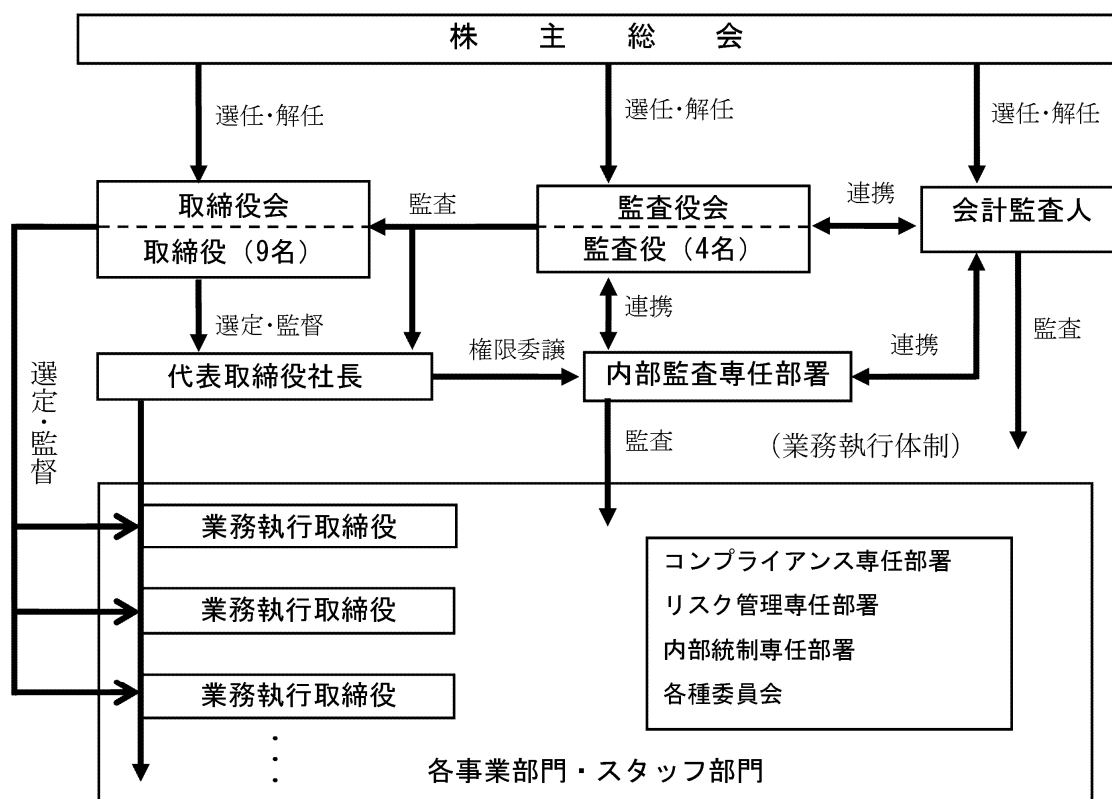 株　主　総　会
選任・解任
選任・解任
選任・解任
取締役会
取締役（9名）
監査
監査役会
監査役（4名）
連携
会計監査人
選定・監督
連携
連携
監査
代表取締役社長
権限委譲
内部監査専任部署
選定・監督
監査
（業務執行体制）
業務執行取締役
業務執行取締役
業務執行取締役
コンプライアンス専任部署
リスク管理専任部署
内部統制専任部署
各種委員会
各事業部門・スタッフ部門